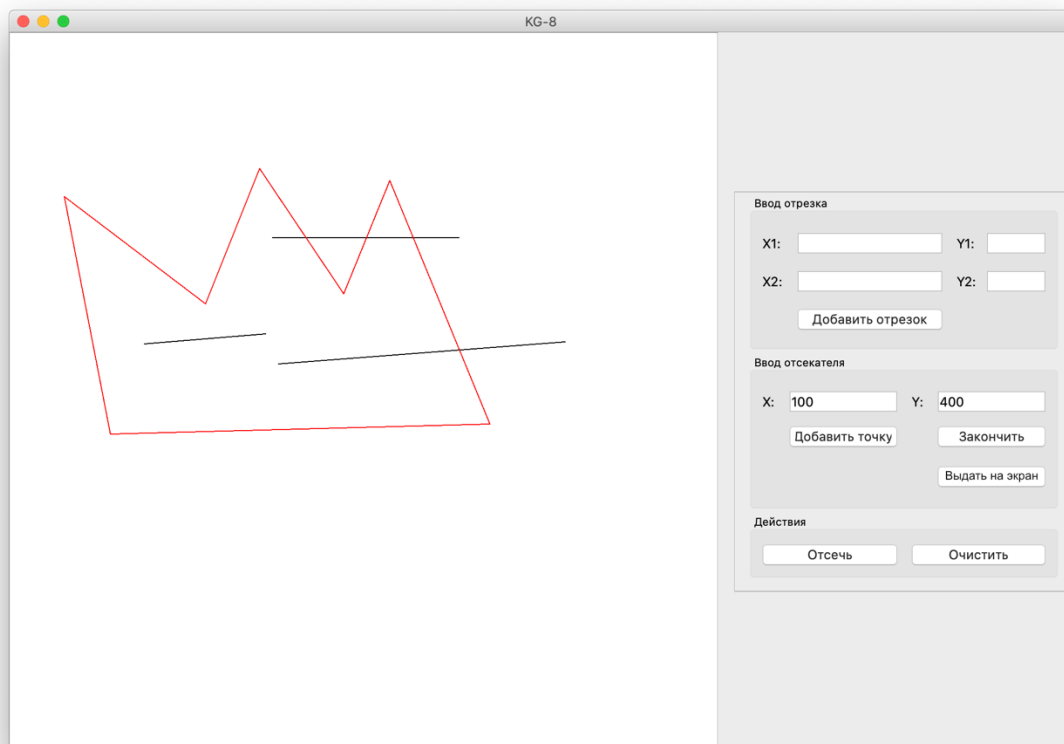 KG-8
Ввод отрезка
X1: Y1:
X2: Y2:
Добавить отрезок
Ввод отсекателя
X: 100 Y: 400
Добавить точку Закончить
Выдать на экран
Действия
Отсечь Очистить